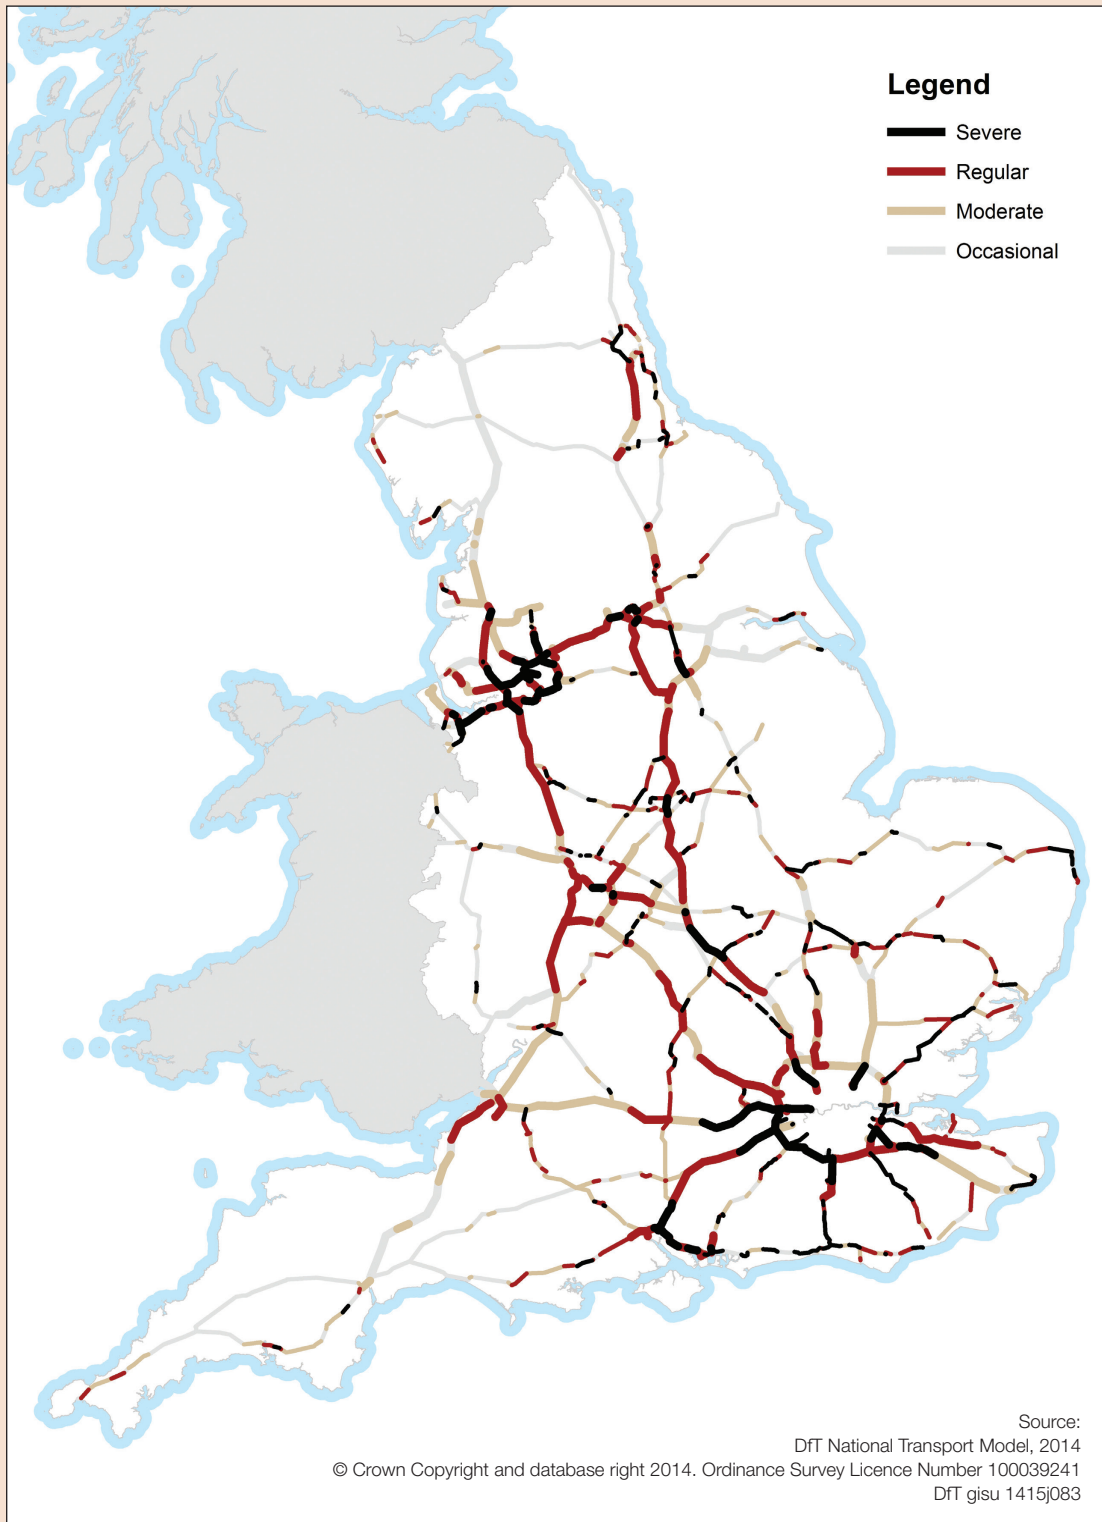 Legend
Severe
Regular
Moderate
Occasional
Source:
DfT National Transport Model, 2014
© Crown Copyright and database right 2014. Ordinance Survey Licence Number 100039241
DfT gisu 1415j083